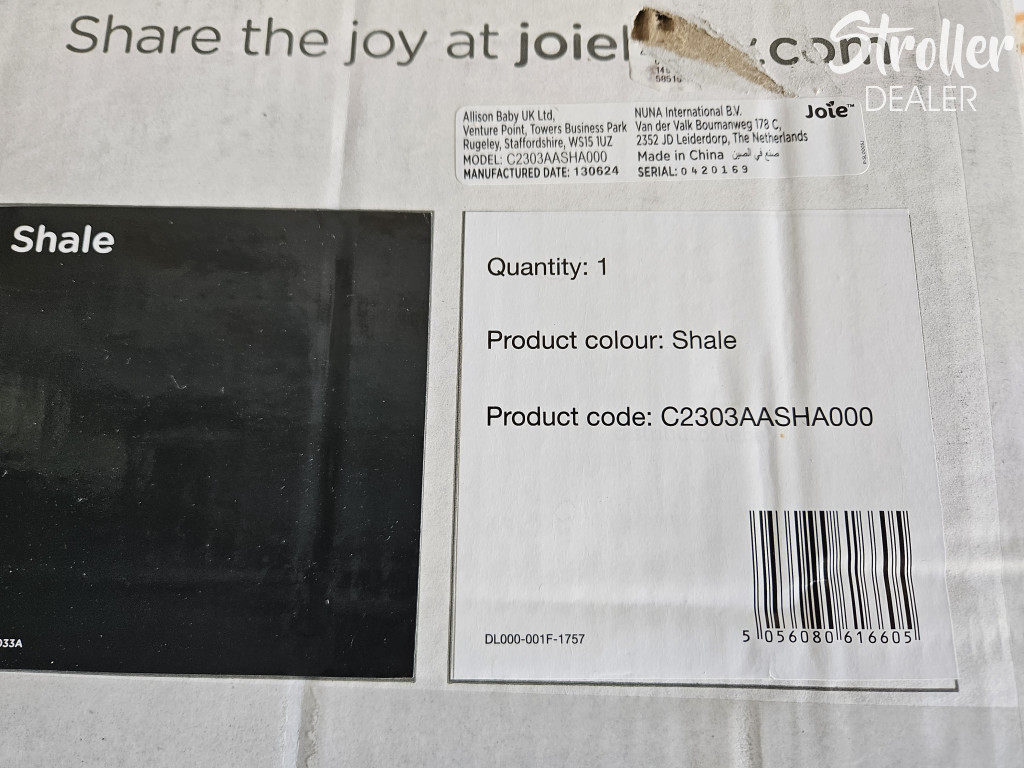 Share the joy at joie .com
Stroller
DEALER
Allison Baby UK Ltd,
Venture Point, Towers Business Park
Rugeley, Staffordshire, WS15 1UZ
MODEL: C2303AASHA000
MANUFACTURED DATE: 130624
NUNA International B.V.
Van der Valk Boumanweg 178 C,
2352 JD Leiderdorp, The Netherlands
Made in China صنع في الصين
SERIAL: 0420169
Joie™
Shale
033A
Quantity: 1
Product colour: Shale
Product code: C2303AASHA000
DL000-001F-1757
5 056080 616605